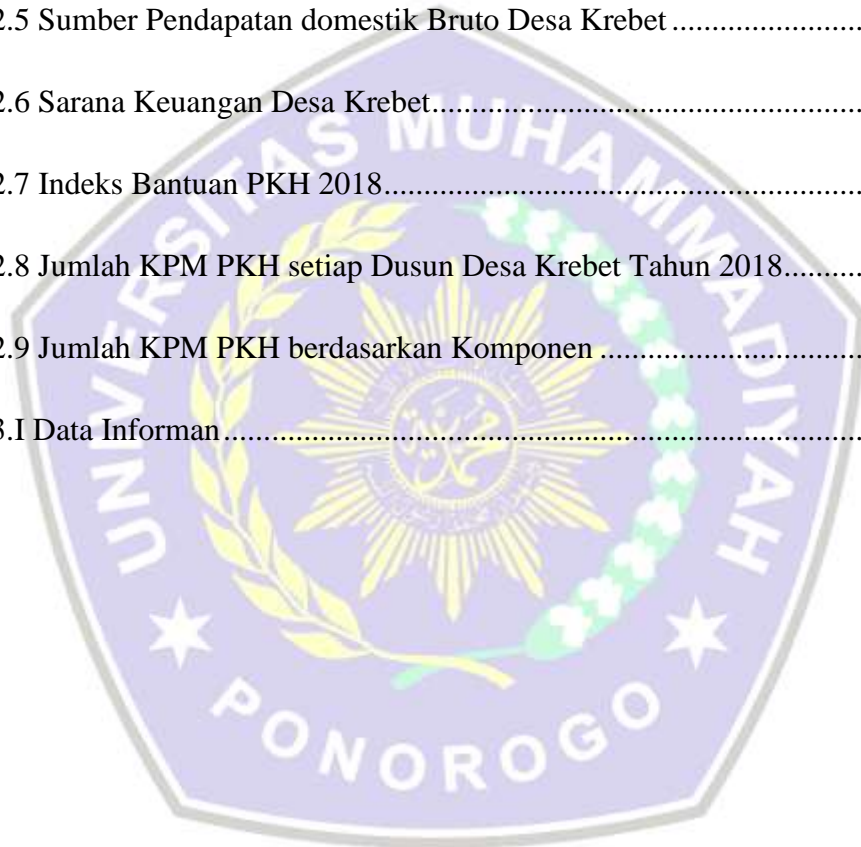 2.5 Sumber Pendapatan domestik Bruto Desa Krebet.....................
2.6 Sarana Keuangan Desa Krebet...............................................
2.7 Indeks Bantuan PKH 2018.....................................................
2.8 Jumlah KPM PKH setiap Dusun Desa Krebet Tahun 2018.........
2.9 Jumlah KPM PKH berdasarkan Komponen ............................
3.I Data Informan.......................................................................
UNIVERSITAS MUHAMMADIYAH
PONOROGO